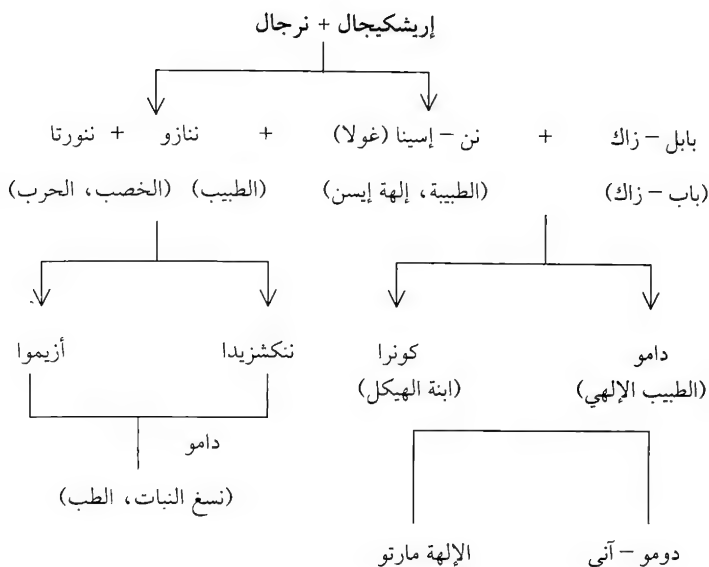 إريشكيجال + نرجال
بابل – زاك + نن – إسينا (غولا) + ننازو + ننورتا
(باب – زاك) (الطبيبة، إلهة إيسن) (الطبيب) (الخصب، الحرب)
دامو كونرا ننكشزيدا أزيموا
(الطبيب الإلهي) (ابنة الهيكل)
دامو
(نسغ النبات، الطب)
دومو – آني الإلهة مارتو